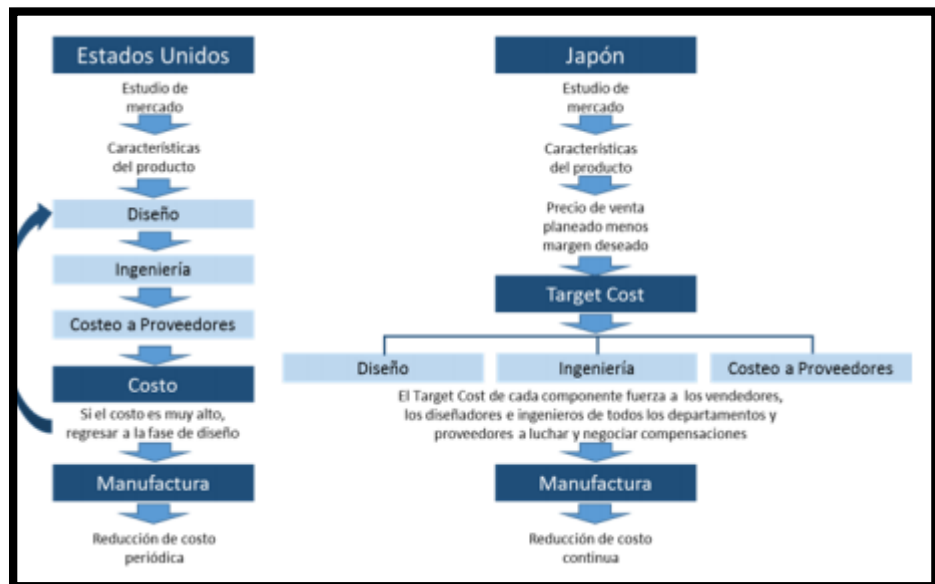 Estados Unidos
Estudio de
mercado
Características
del producto
Diseño
Ingeniería
Costeo a Proveedores
Costo
Si el costo es muy alto,
regresar a la fase de diseño
Manufactura
Reducción de costo
periódica
Japón
Estudio de
mercado
Características
del producto
Precio de venta
planeado menos
margen deseado
Target Cost
Diseño
Ingeniería
Costeo a Proveedores
El Target Cost de cada componente fuerza a los vendedores,
los diseñadores e ingenieros de todos los departamentos y
proveedores a luchar y negociar compensaciones
Manufactura
Reducción de costo
continua